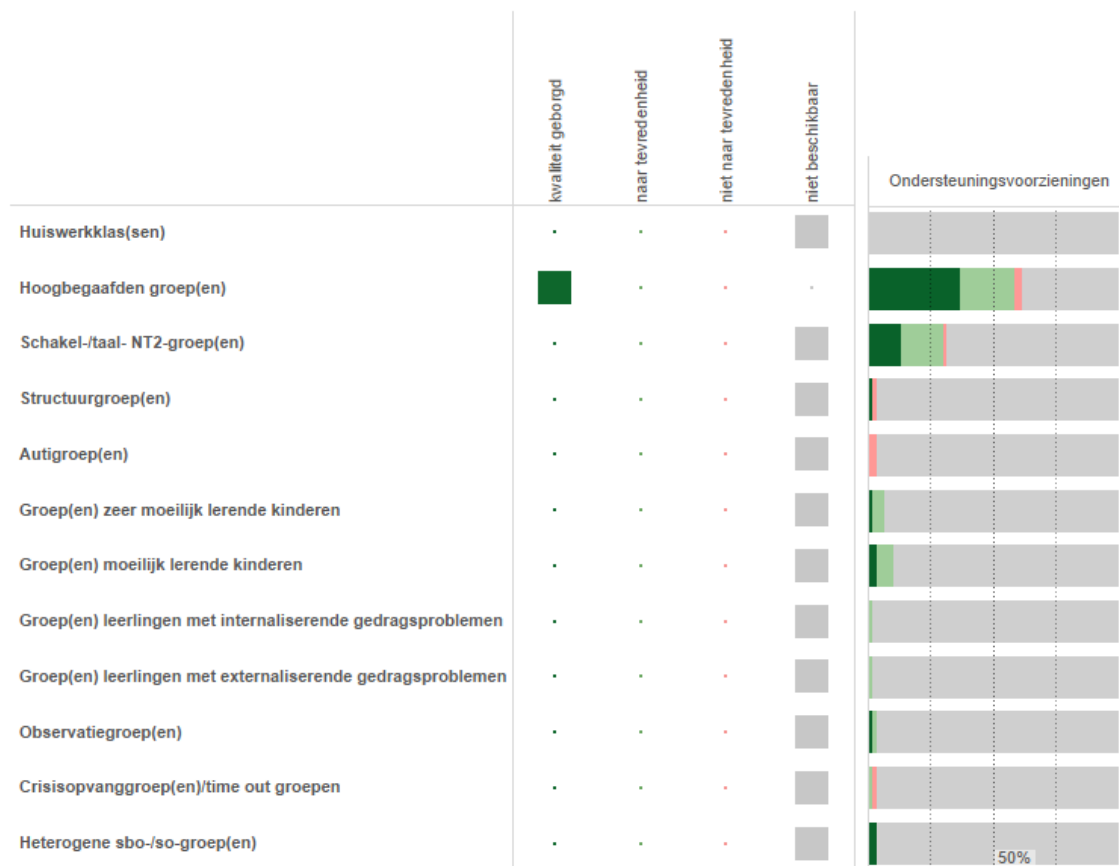 kwaliteit geborgd
naar tevredenheid
niet naar tevredenheid
niet beschikbaar
Ondersteuningsvoorzieningen
Huiswerkklas(sen)
Hoogbegaafden groep(en)
Schakel-/taal- NT2-groep(en)
Structuurgroep(en)
Autigroep(en)
Groep(en) zeer moeilijk lerende kinderen
Groep(en) moeilijk lerende kinderen
Groep(en) leerlingen met internaliserende gedragsproblemen
Groep(en) leerlingen met externaliserende gedragsproblemen
Observatiegroep(en)
Crisisopvanggroep(en)/time out groepen
Heterogene sbo-/so-groep(en)
50%